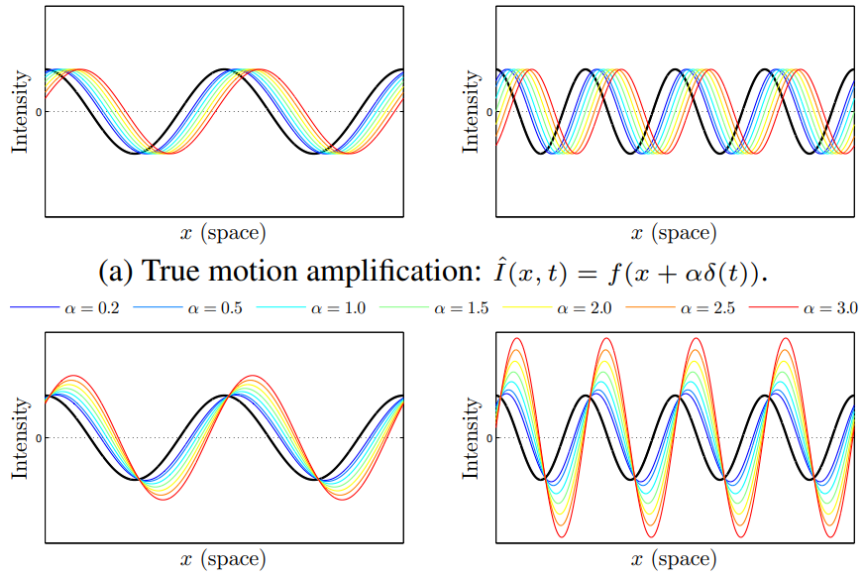 Intensity
0
x (space)
Intensity
0
x (space)
(a) True motion amplification: Î(x, t) = f(x + αδ(t)).
α = 0.2 α = 0.5 α = 1.0 α = 1.5 α = 2.0 α = 2.5 α = 3.0
Intensity
0
x (space)
Intensity
0
x (space)